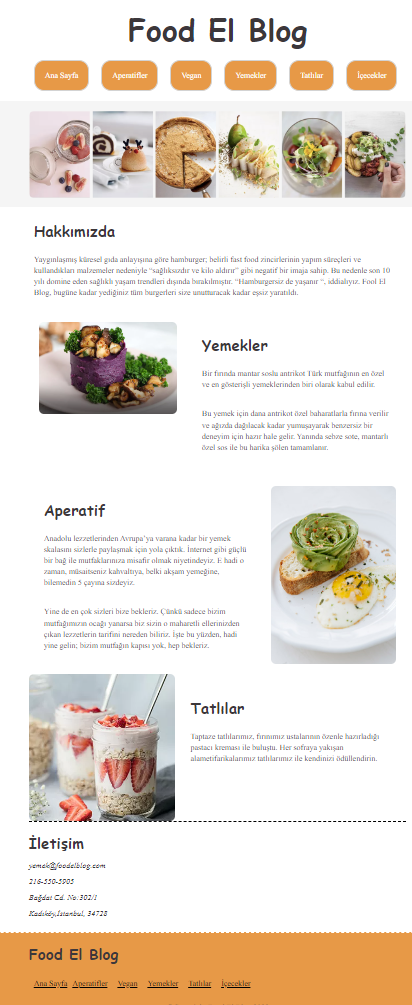 Food El Blog
Ana Sayfa Aperatifler Vegan Yemekler Tatlılar İçecekler
Hakkımızda
Yaygınlaşmış küresel gıda anlayışına göre hamburger; belirli fast food zincirlerinin yapım süreçleri ve
kullandıkları malzemeler nedeniyle “sağlıksızdır ve kilo aldırır” gibi negatif bir imaja sahip. Bu nedenle son 10
yılı domine eden sağlıklı yaşam trendleri dışında bırakılmıştır. “Hamburgersiz de yaşanır “, iddialıyız. Fool El
Blog, bugüne kadar yediğiniz tüm burgerleri size unutturacak kadar eşsiz yaratıldı.
Yemekler
Bir fırında mantar soslu antrikot Türk mutfağının en özel
ve en gösterişli yemeklerinden biri olarak kabul edilir.
Bu yemek için dana antrikot özel baharatlarla fırına verilir
ve ağızda dağılacak kadar yumuşayarak benzersiz bir
deneyim için hazır hale gelir. Yanında sebze sote, mantarlı
özel sos ile bu harika şölen tamamlanır.
Aperatif
Anadolu lezzetlerinden Avrupa’ya varana kadar bir yemek
skalasını sizlerle paylaşmak için yola çıktık. İnternet gibi güçlü
bir bağ ile mutfaklarınıza misafir olmak niyetindeyiz. E hadi o
zaman, müsaitseniz kahvaltıya, belki akşam yemeğine,
bilemedin 5 çayına sizdeyiz.
Yine de en çok sizleri bize bekleriz. Çünkü sadece bizim
mutfağımızın ocağı yanarsa biz sizin o maharetli ellerinizden
çıkan lezzetlerin tarifini nereden biliriz. İşte bu yüzden, hadi
yine gelin; bizim mutfağın kapısı yok, hep bekleriz.
Tatlılar
Taptaze tatlılarımız, fırınımız ustalarının özenle hazırladığı
pastacı kreması ile buluştu. Her sofraya yakışan
alametifarikalarımız tatlılarımız ile kendinizi ödüllendirin.
İletişim
yemek@foodelblog.com
216-550-5905
Bağdat Cd. No:302/1
Kadıköy,İstanbul, 34728
Food El Blog
Ana Sayfa Aperatifler Vegan Yemekler Tatlılar İçecekler